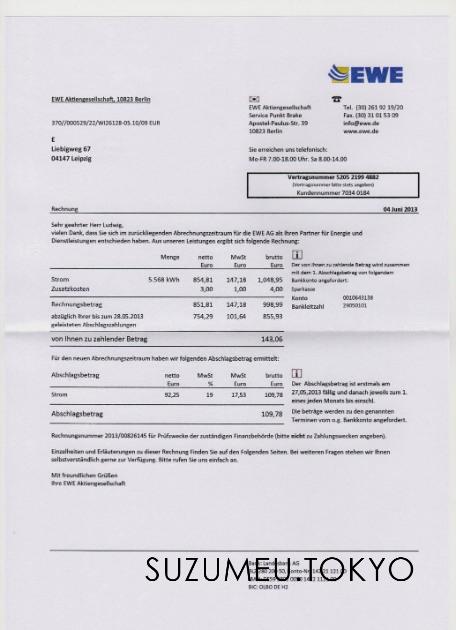 EWE
EWE Aktiengesellschaft, 10823 Berlin
370//000529/22/WI26128-05.10/09 EUR
E
Liebigweg 67
04147 Leipzig
EWE Aktiengesellschaft
Service Punkt Brake
Apostel-Paulus-Str. 39
10823 Berlin
Tel. (30) 261 92 19/20
Fax. (30) 31 01 53 09
info@ewe.de
www.ewe.de
Sie erreichen uns telefonisch:
Mo-FR 7.00-18.00 Uhr. Sa 8.00-14.00
Vertragsnummer 5205 2199 4882
(Vertragsnummer bitte stets angeben)
Kundennummer 7034 0184
Rechnung 04 Juni 2013
Sehr geehrter Herr Ludwig,
vielen Dank, dass Sie sich im zurückliegenden Abrechnungszeitraum für die EWE AG als Ihren Partner für Energie und
Dienstleistungen entschieden haben. Aus unseren Leistungen ergibt sich folgende Rechnung:
Menge netto MwSt brutto
Euro Euro Euro
Strom 5.568 kWh 854,81 147,18 1,048,95
Zusatzkosten 3,00 1,00 4,00
Rechnungsbetrag 851,81 147,18 998,99
abzüglich Ihrer bis zum 28.05.2013 754,29 101,64 855,93
geleisteten Abschlagszahlungen
von Ihnen zu zahlender Betrag 143,06
Der von Ihnen zu zahlende Betrag wird zusammen
mit dem 1. Abschlagsbetrag von folgendem
Bankkonto angefordert:
Sparkasse
Konto 0010643138
Bankleitzahl 29050101
Für den neuen Abrechnungszeitraum haben wir folgenden Abschlagsbetrag ermittelt:
Abschlagsbetrag netto MwSt MwSt brutto
Euro % Euro Euro
Strom 92,25 19 17,53 109,78
Abschlagsbetrag 109,78
Der Abschlagsbetrag ist erstmals am
27,05,2013 fällig und danach jeweils zum 1.
eines jeden Monats bis einschl.
Die beträge werden zu den genannten
Terminen vom o.g. Bankkonto angefordert.
Rechnungsnummer 2013/00826145 für Prüfzwecke der zuständigen Finanzbehörde (bitte nicht zu Zahlungszwecken angeben).
Einzelheiten und Erläuterungen zu dieser Rechnung Finden Sie auf den Folgenden Seiten. Bei weiteren Fragen stehen wir Ihnen
selbstverständlich gerne zur Verfügung. Bitte rufen Sie uns einfach an.
Mit freundlichen Grüßen
Ihre EWE Aktiengesellschaft
SUZUMEU TOKYO
AG
BIC: OLBO DE H2